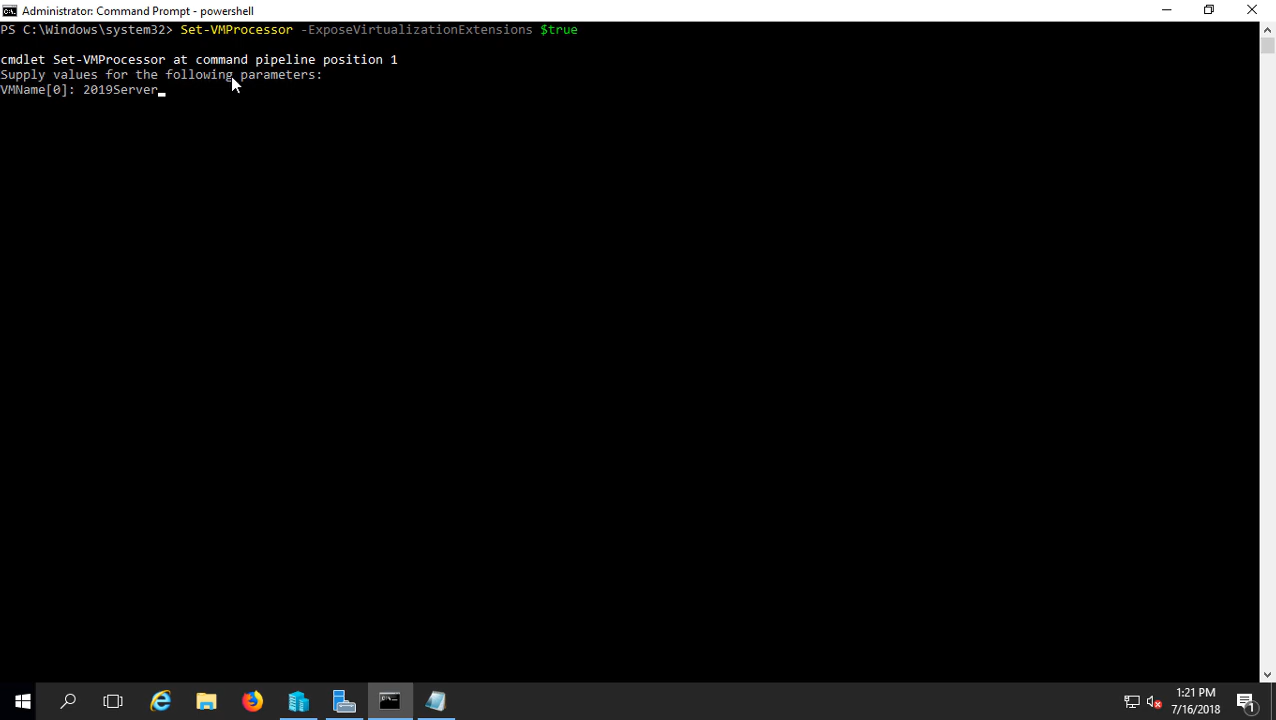 Administrator: Command Prompt - powershell
PS C:\Windows\system32> Set-VMProcessor -ExposeVirtualizationExtensions $true
cmdlet Set-VMProcessor at command pipeline position 1
Supply values for the following parameters:
VMName[0]: 2019Server
1:21 PM
7/16/2018
1